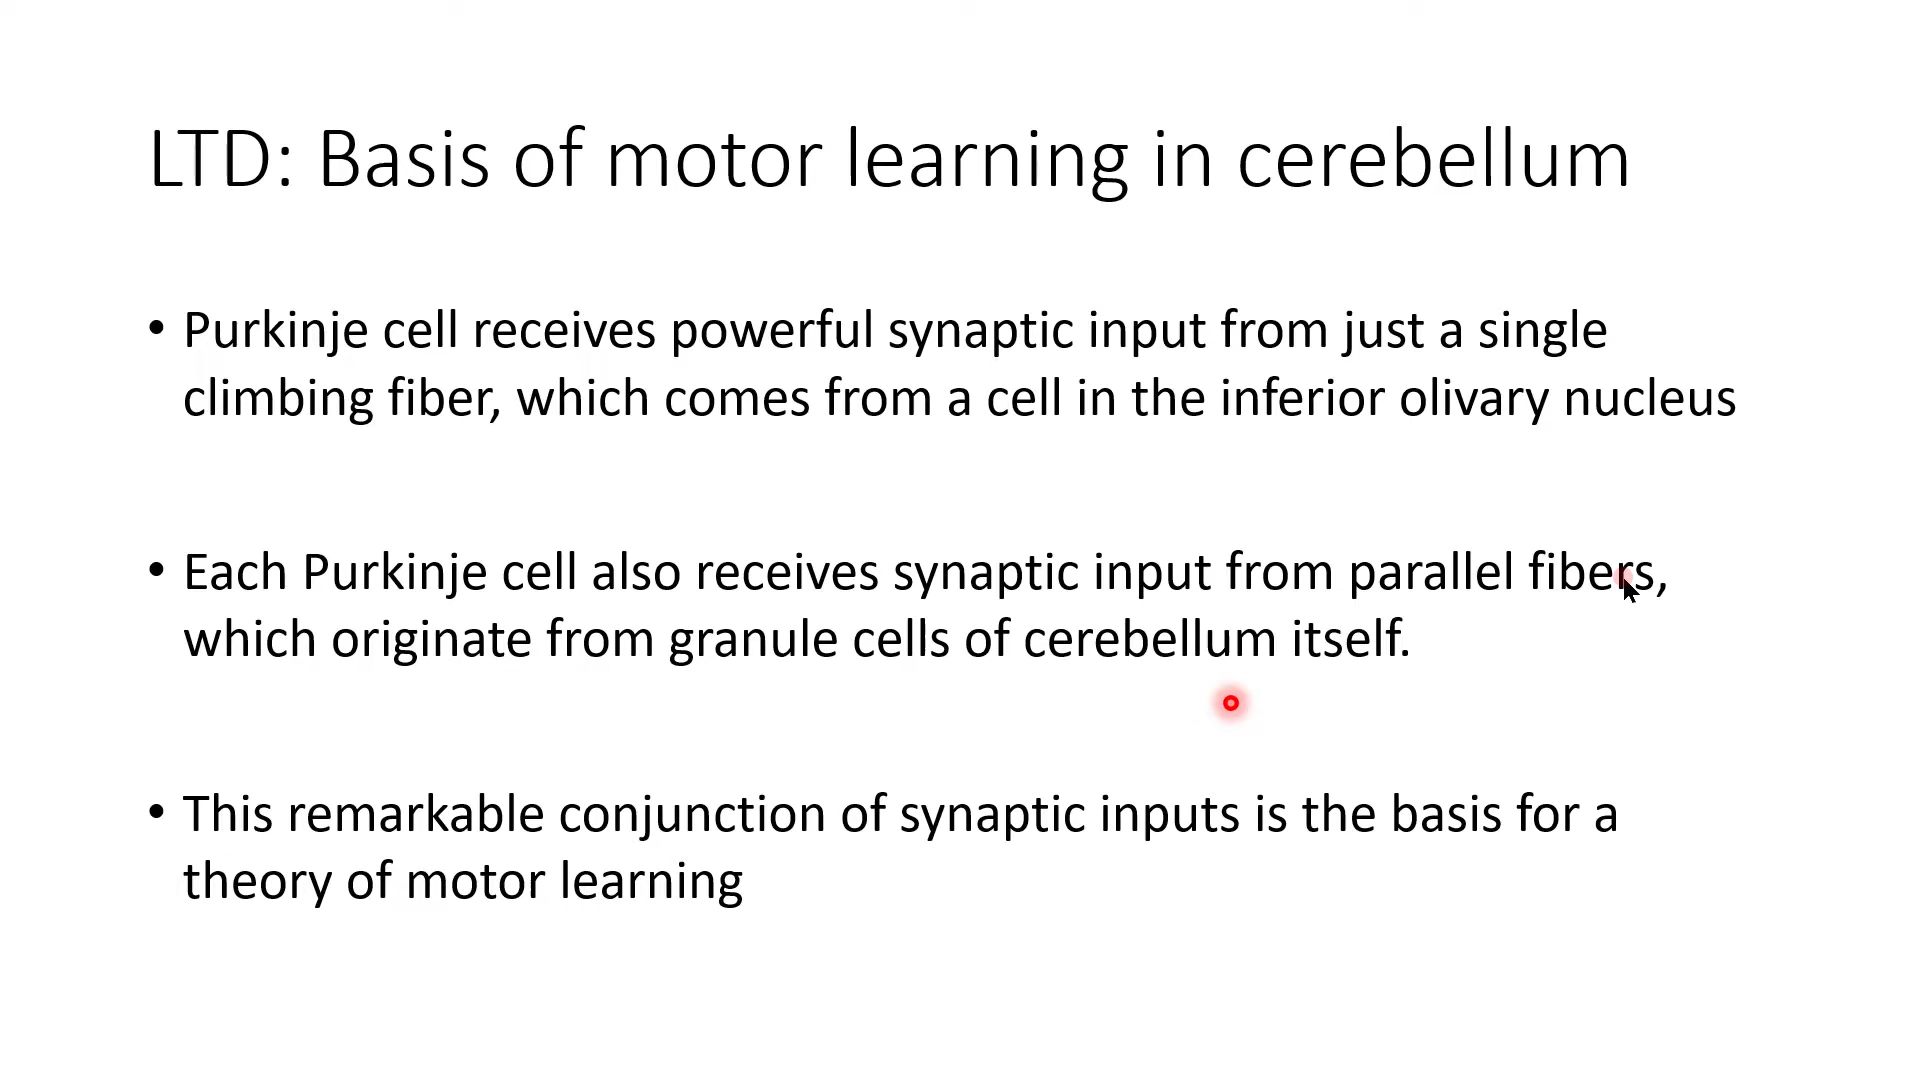 LTD: Basis of motor learning in cerebellum
• Purkinje cell receives powerful synaptic input from just a single
climbing fiber, which comes from a cell in the inferior olivary nucleus
• Each Purkinje cell also receives synaptic input from parallel fibers,
which originate from granule cells of cerebellum itself.
• This remarkable conjunction of synaptic inputs is the basis for a
theory of motor learning